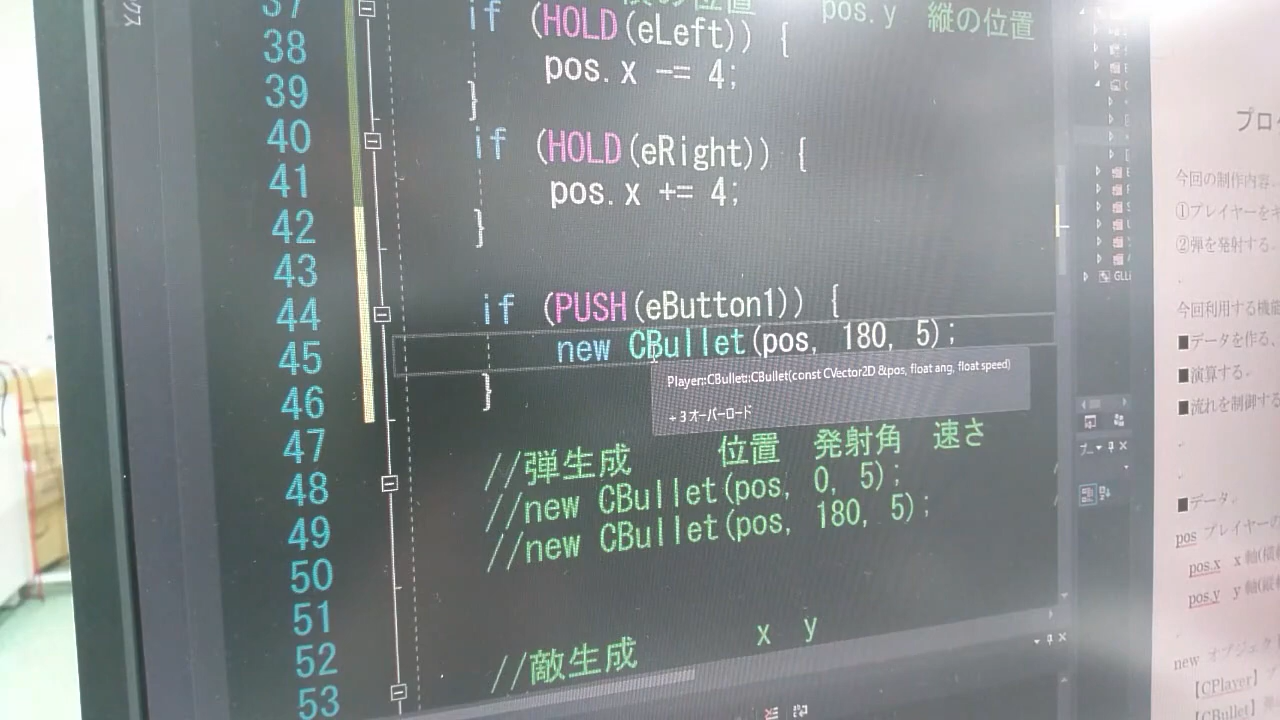 の位置 pos.y 縦の位置
37 if (HOLD(eLeft)) {
38 pos.x -= 4;
39 }
40 if (HOLD(eRight)) {
41 pos.x += 4;
42 }
43
44 if (PUSH(eButton1)) {
45 new CBullet(pos, 180, 5);
Player::CBullet::CBullet(const CVector2D &pos, float ang, float speed)
+ 3 オーバーロード
46 }
47 //弾生成 位置 発射角 速さ
48 //new CBullet(pos, 0, 5);
49 //new CBullet(pos, 180, 5);
50
51 x y
52 //敵生成
53
クス
GLLi
今回の制作内容
①プレイヤーを
②弾を発射する
今回利用する機能
■データを作る、
■演算する。
■流れを制御する
■データ
pos プレイヤーの
pos.x x 軸(横
pos.y y 軸(縦
new オブジェクト
【CPlayer】
【CBullet】